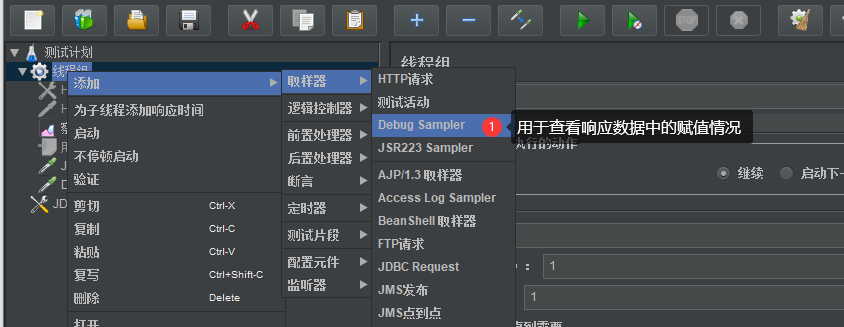 测试计划
线程组
线程组
添加
为子线程添加响应时间
启动
不停顿启动
验证
剪切 Ctrl-X
复制 Ctrl-C
粘贴 Ctrl-V
复写 Ctrl+Shift-C
删除 Delete
打开
取样器
逻辑控制器
前置处理器
后置处理器
断言
定时器
测试片段
配置元件
监听器
HTTP请求
测试活动
Debug Sampler
JSR223 Sampler
AJP/1.3 取样器
Access Log Sampler
BeanShell 取样器
FTP请求
JDBC Request
JMS发布
JMS点到点
1 用于查看响应数据中的赋值情况
执行的动作
继续 启动下一
1
1
JD